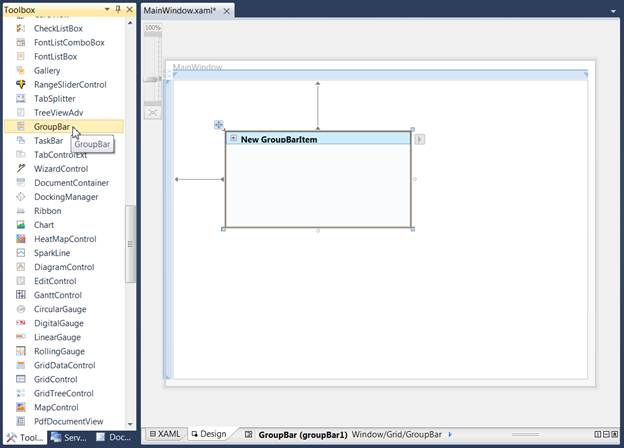 Toolbox
CheckListBox
FontListComboBox
FontListBox
Gallery
RangeSliderControl
TabSplitter
TreeViewAdv
GroupBar
TaskBar
GroupBar
TabControlExt
WizardControl
DocumentContainer
DockingManager
Ribbon
Chart
HeatMapControl
SparkLine
DiagramControl
EditControl
GanttControl
CircularGauge
DigitalGauge
LinearGauge
RollingGauge
GridDataControl
GridControl
GridTreeControl
MapControl
PdfDocumentView
Tool... Serv... Doc...
MainWindow.xaml*
100%
MainWindow
New GroupBarItem
XAML Design GroupBar (groupBar1) Window/Grid/GroupBar